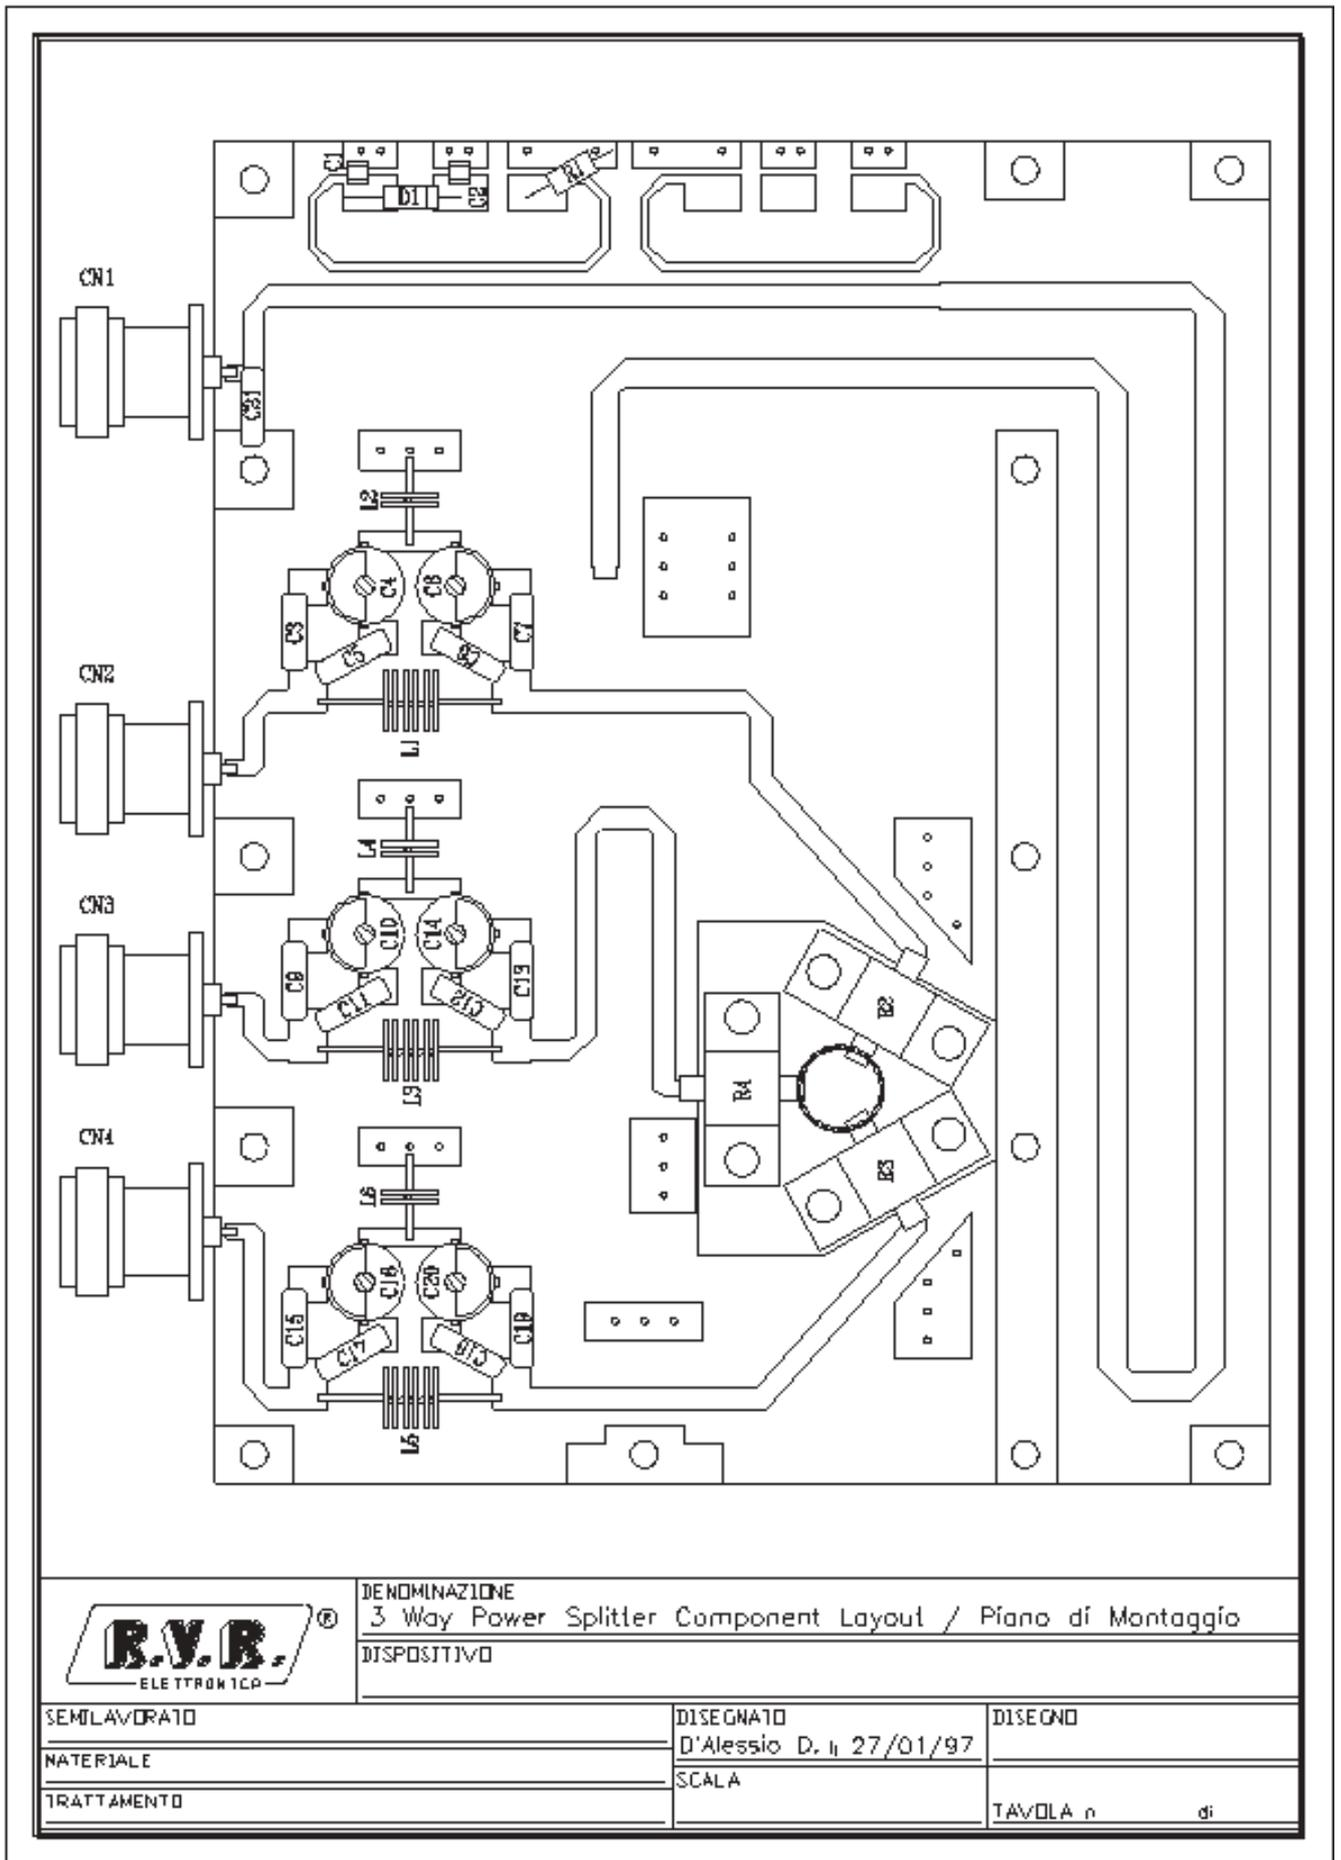 C1
D1
C2
R1
CN1
C21
L2
C4
C6
C3
C5
C7
CN2
L1
L4
CN3
C10
C14
C9
C11
C12
C13
R2
L3
R4
CN4
R3
L6
C16
C20
C15
C17
C18
C19
L5
R.V.R.®
ELETTRONICA
DENOMINAZIONE
3 Way Power Splitter Component Layout / Piano di Montaggio
DISPOSITIVO
SEMILAVORATO
MATERIALE
TRATTAMENTO
DISEGNATO
D'Alessio D. 27/01/97
SCALA
DISEGNO
TAVOLA n di